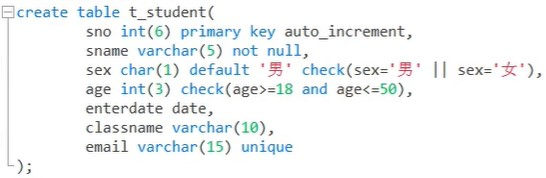 create table t_student(
sno int(6) primary key auto_increment,
sname varchar(5) not null,
sex char(1) default '男' check(sex='男' || sex='女'),
age int(3) check(age>=18 and age<=50),
enterdate date,
classname varchar(10),
email varchar(15) unique
);